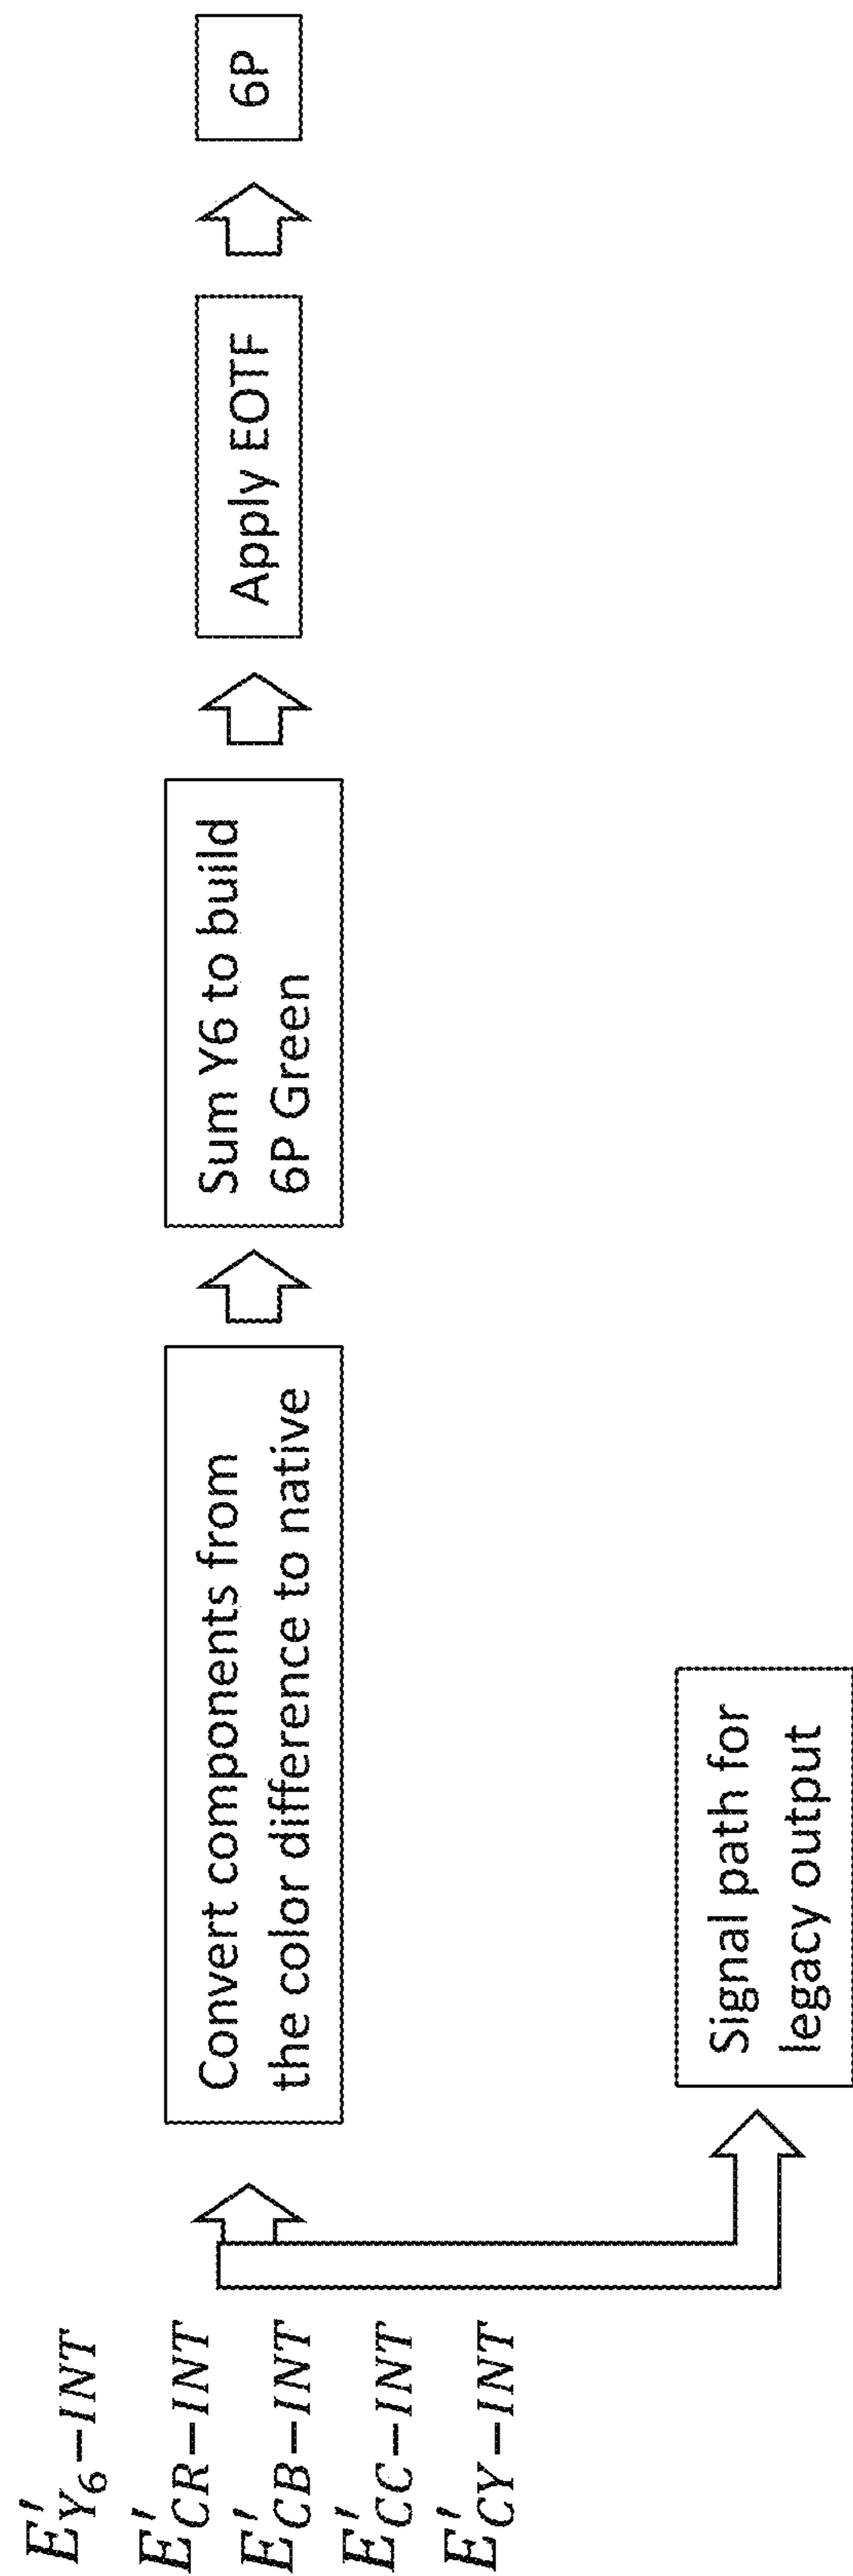 E'_{Y_6-INT}
E'_{CR-INT}
E'_{CB-INT}
E'_{CC-INT}
E'_{CY-INT}
Convert components from
the color difference to native
Sum Y6 to build
6P Green
Apply EOTF
6P
Signal path for
legacy output